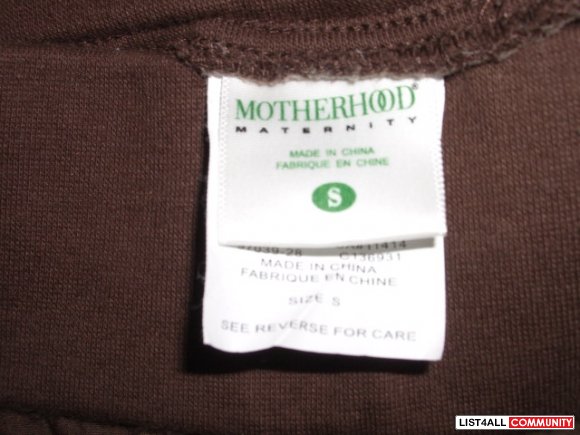 MOTHERHOOD®
MATERNITY
MADE IN CHINA
FABRIQUE EN CHINE
S
C136931
MADE IN CHINA
FABRIQUE EN CHINE
SIZE S
SEE REVERSE FOR CARE
LIST4ALL COMMUNITY